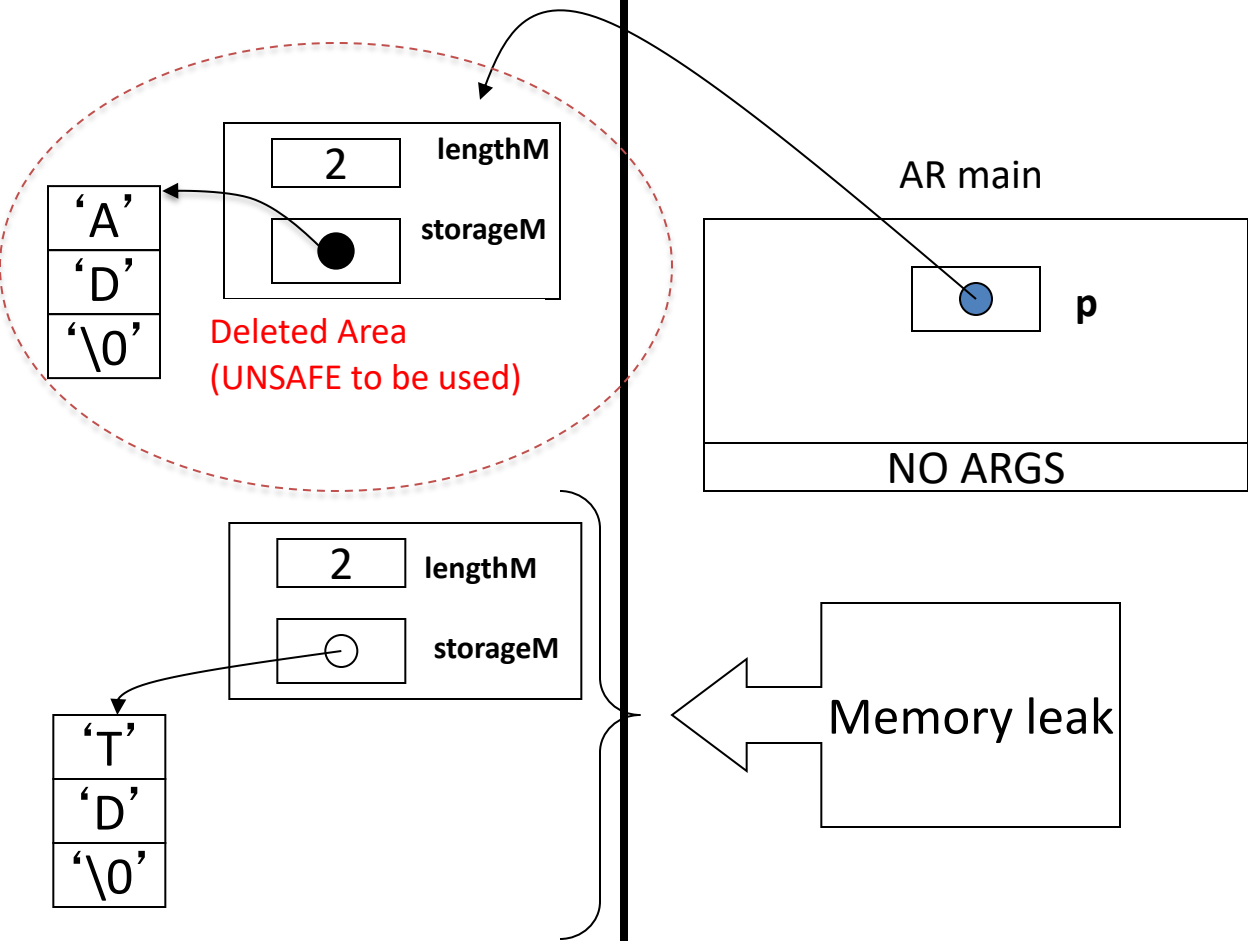 2
lengthM
storageM
‘A’
‘D’
‘\0’
Deleted Area
(UNSAFE to be used)
AR main
p
NO ARGS
2
lengthM
storageM
‘T’
‘D’
‘\0’
Memory leak